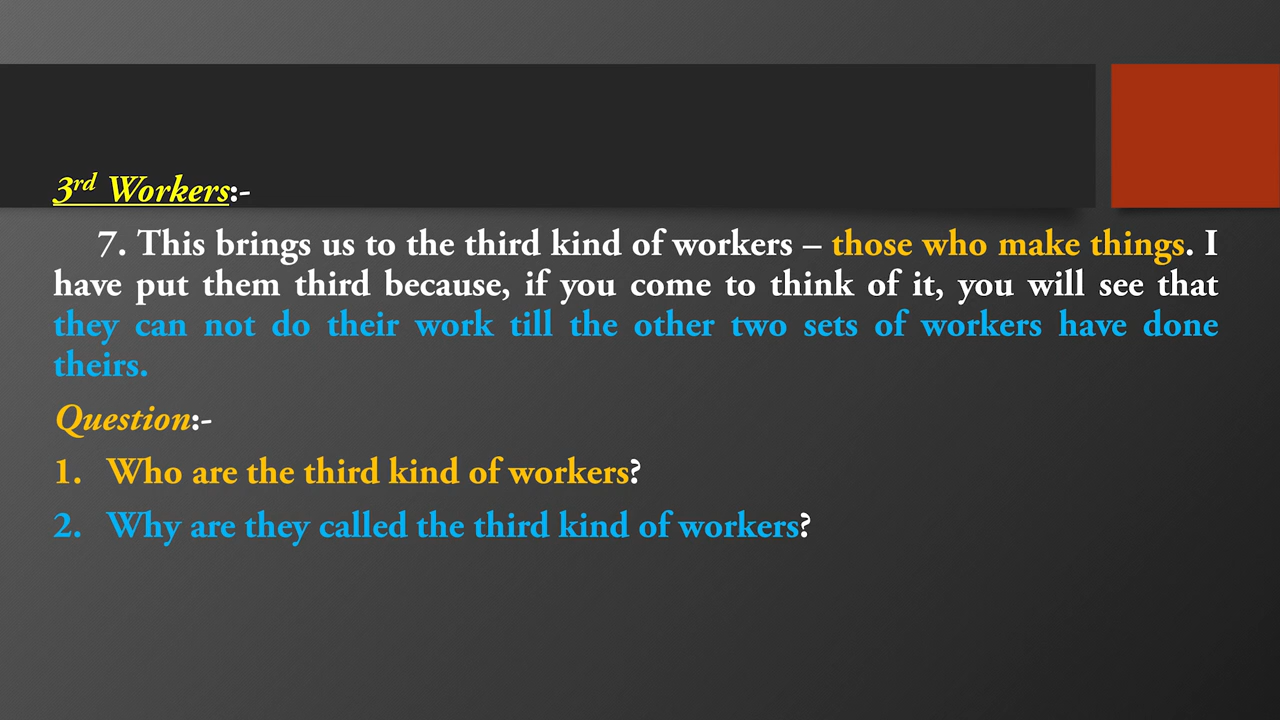 3rd Workers:-
7. This brings us to the third kind of workers – those who make things. I
have put them third because, if you come to think of it, you will see that
they can not do their work till the other two sets of workers have done
theirs.
Question:-
1. Who are the third kind of workers?
2. Why are they called the third kind of workers?